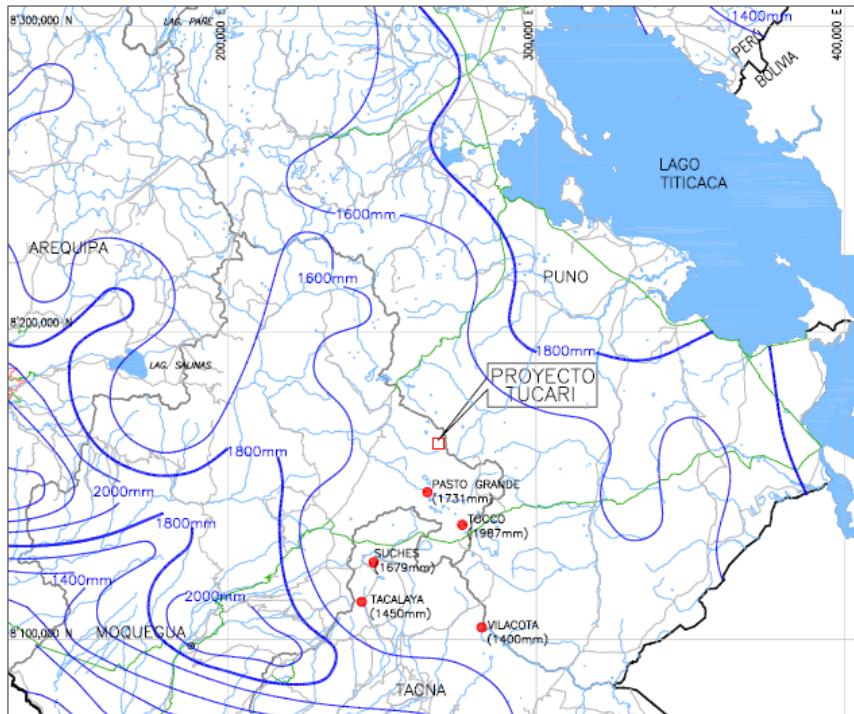 8'300,000 N
LAG. PARE
200,000 E
300,000 E
1400mm
400,000 E
PERÚ
BOLIVIA
LAGO
TITICACA
1600mm
AREQUIPA
1600mm
PUNO
8'200,000 N
LAG. SALINAS
1800mm
PROYECTO
TUCARI
1800mm
2000mm
PASTO GRANDE
(1731mm)
1800mm
TOCCO
(1987mm)
SUCHES
(1679mm)
1400mm
2000mm
TACALAYA
(1450mm)
8'100,000 N
MOQUEGUA
VILACOTA
(1400mm)
TACNA